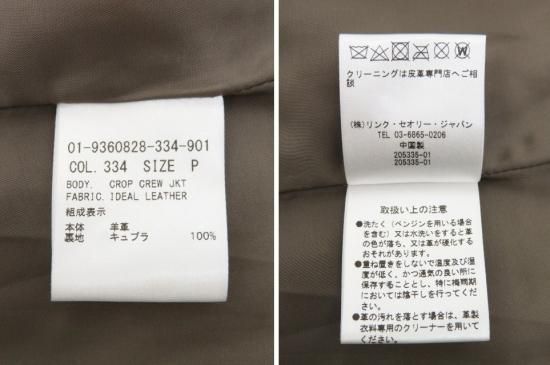 01-9360828-334-901
COL. 334 SIZE P
BODY. CROP CREW JKT
FABRIC. IDEAL LEATHER
組成表示
本体 羊革
裏地 キュプラ 100%
W
クリーニングは皮革専門店へご相
談
(株)リンク・セオリー・ジャパン
TEL 03-6865-0206
中国製
205335-01
205335-01
取扱い上の注意
●洗たく(ベンジンを用いる場合
を含む)又は水洗いをすると革
の色が落ち、又は革が硬化する
おそれがあります。
●重ね置きをしないで温度及び湿
度が低く、かつ通気の良い所に
保存することとし、特に梅雨期
においては陰干しを行ってくださ
い。
●革の汚れを落とす場合は、革製
衣料専用のクリーナーを用いて
ください。